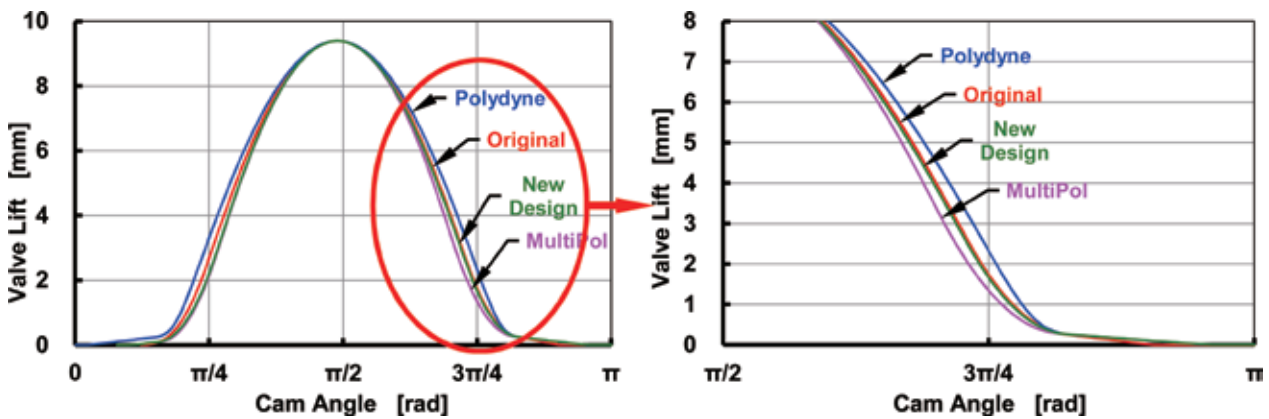 10
8
6
4
2
0
Valve Lift [mm]
Polydyne
Original
New
Design
MultiPol
0
π/4
π/2
3π/4
π
Cam Angle [rad]
8
7
6
5
4
3
2
1
0
Valve Lift [mm]
Polydyne
Original
New
Design
MultiPol
π/2
3π/4
π
Cam Angle [rad]